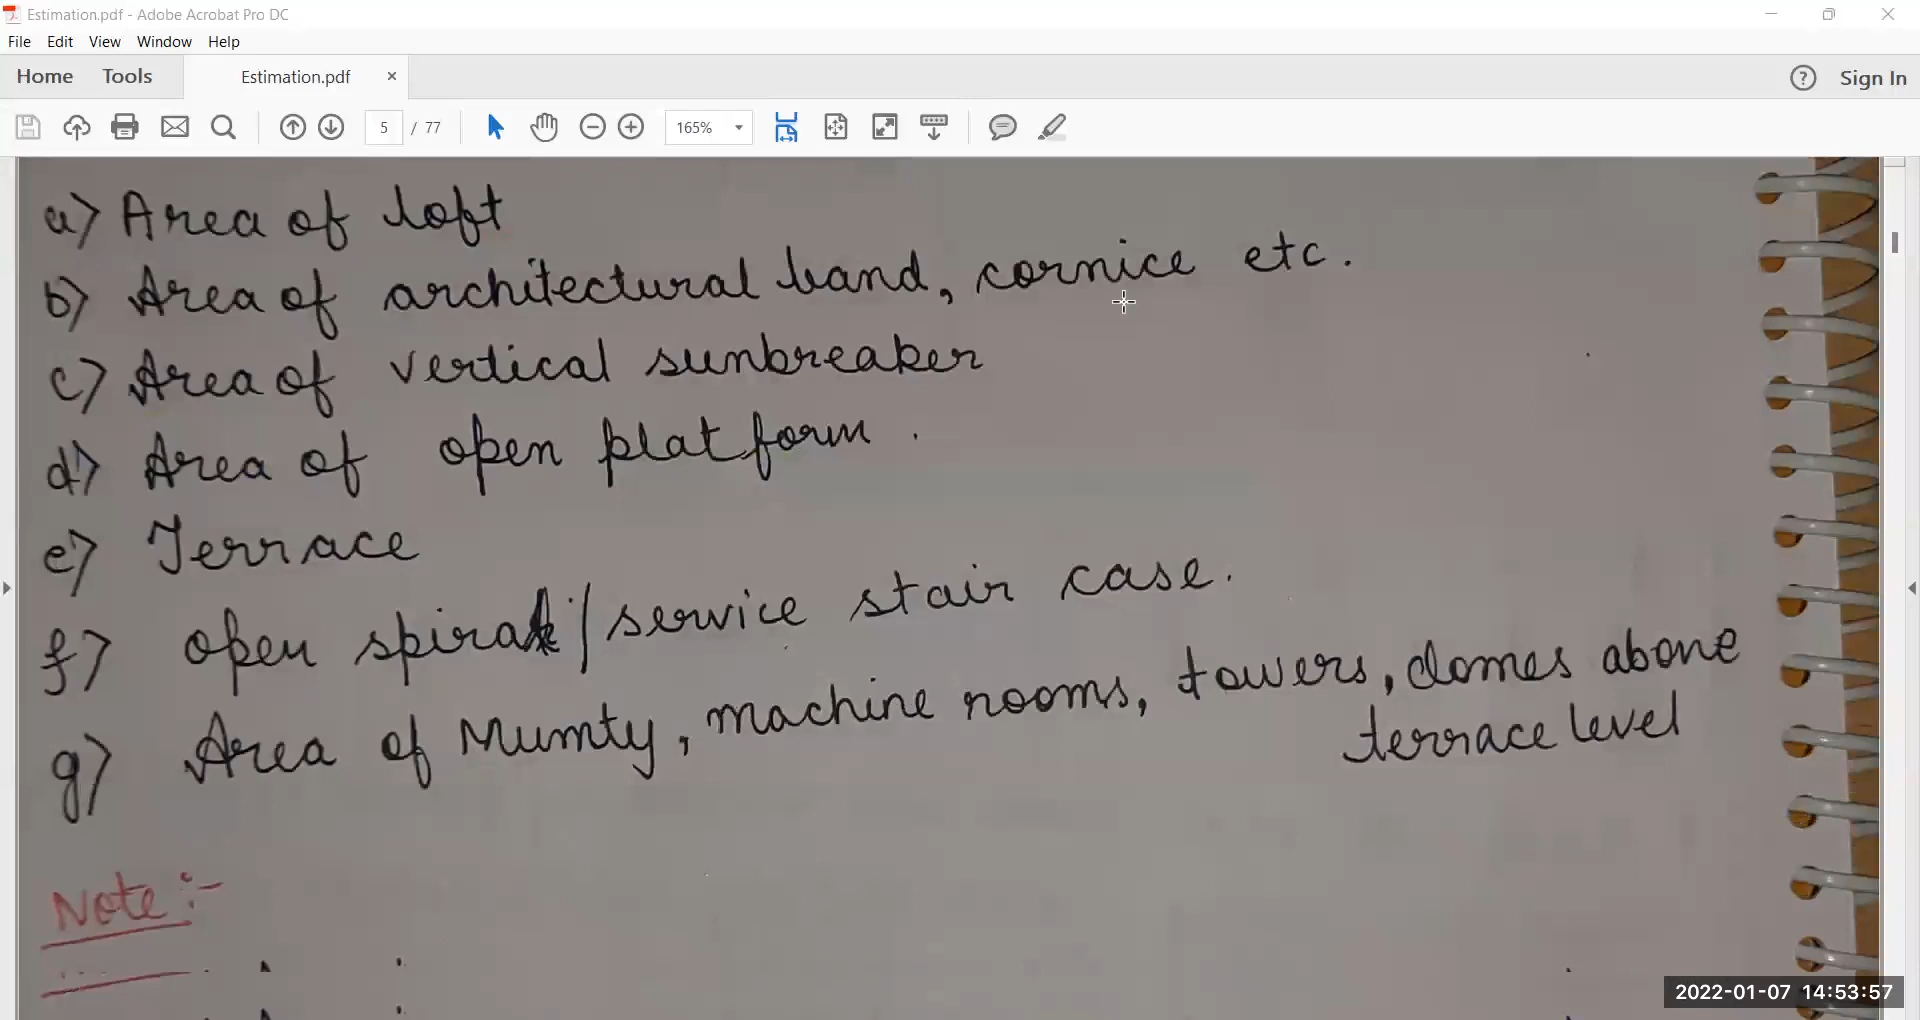 Estimation.pdf - Adobe Acrobat Pro DC
File Edit View Window Help
Home Tools Estimation.pdf × ? Sign In
5 / 77 165%
a) Area of loft
b) Area of architectural band, cornice etc.
c) Area of vertical sunbreaker
d) Area of open platform.
e) Terrace
f) open spiral / service stair case.
g) Area of Mumty, machine rooms, towers, domes above
terrace level
Note :-
2022-01-07 14:53:57